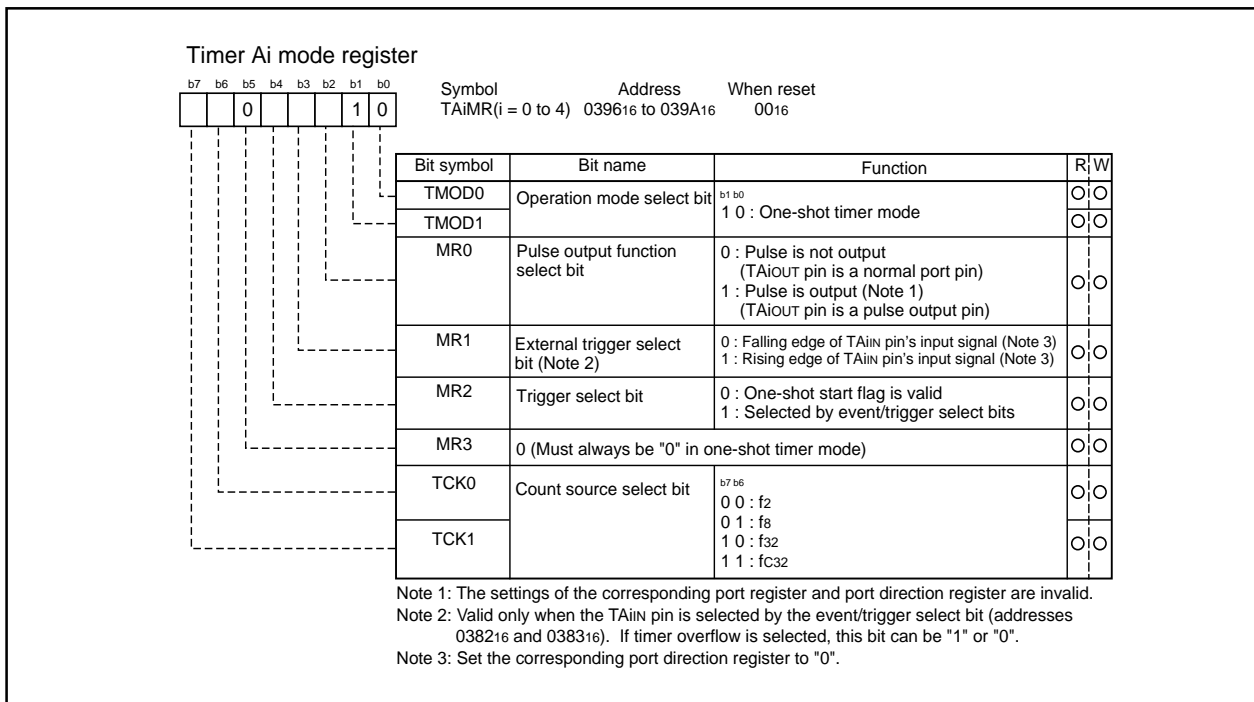 Timer Ai mode register
b7 b6 b5 b4 b3 b2 b1 b0
0 1 0
Symbol Address When reset
TAiMR(i = 0 to 4) 039616 to 039A16 0016
Bit symbol Bit name Function R W
TMOD0 Operation mode select bit b1 b0
1 0 : One-shot timer mode
TMOD1
MR0 Pulse output function select bit 0 : Pulse is not output
(TAiOUT pin is a normal port pin)
1 : Pulse is output (Note 1)
(TAiOUT pin is a pulse output pin)
MR1 External trigger select bit (Note 2) 0 : Falling edge of TAiIN pin's input signal (Note 3)
1 : Rising edge of TAiIN pin's input signal (Note 3)
MR2 Trigger select bit 0 : One-shot start flag is valid
1 : Selected by event/trigger select bits
MR3 0 (Must always be "0" in one-shot timer mode)
TCK0 Count source select bit b7 b6
0 0 : f2
0 1 : f8
TCK1 1 0 : f32
1 1 : fC32
Note 1: The settings of the corresponding port register and port direction register are invalid.
Note 2: Valid only when the TAiIN pin is selected by the event/trigger select bit (addresses
038216 and 038316). If timer overflow is selected, this bit can be "1" or "0".
Note 3: Set the corresponding port direction register to "0".